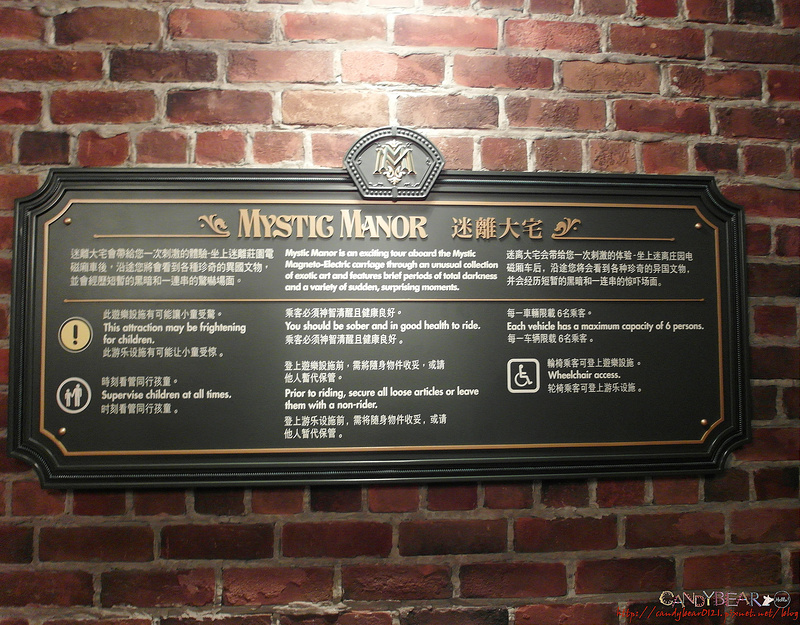 MYSTIC MANOR 迷離大宅
迷離大宅會帶給您一次刺激的體驗-坐上迷離莊園電
磁廂車後，沿途您將會看到各種珍奇的異國文物，
並會經歷短暫的黑暗和一連串的驚嚇場面。
Mystic Manor is an exciting tour aboard the Mystic
Magneto-Electric carriage through an unusual collection
of exotic art and features brief periods of total darkness
and a variety of sudden, surprising moments.
迷离大宅会带给您一次刺激的体验-坐上迷离庄园电
磁厢车后，沿途您将会看到各种珍奇的异国文物，
并会经历短暂的黑暗和一连串的惊吓场面。
此遊樂設施有可能讓小童受驚。
This attraction may be frightening
for children.
此游乐设施有可能让小童受惊。
時刻看管同行孩童。
Supervise children at all times.
时刻看管同行孩童。
乘客必須神智清醒且健康良好。
You should be sober and in good health to ride.
乘客必须神智清醒且健康良好。
登上遊樂設施前，需將隨身物件收妥，或請
他人暫代保管。
Prior to riding, secure all loose articles or leave
them with a non-rider.
登上游乐设施前，需将随身物件收妥，或请
他人暂代保管。
每一車輛限載 6名乘客。
Each vehicle has a maximum capacity of 6 persons.
每一车辆限载 6名乘客。
輪椅乘客可登上遊樂設施。
Wheelchair access.
轮椅乘客可登上游乐设施。
CANDYBEAR
Hello
https://candybear0121.pixnet.net/blog